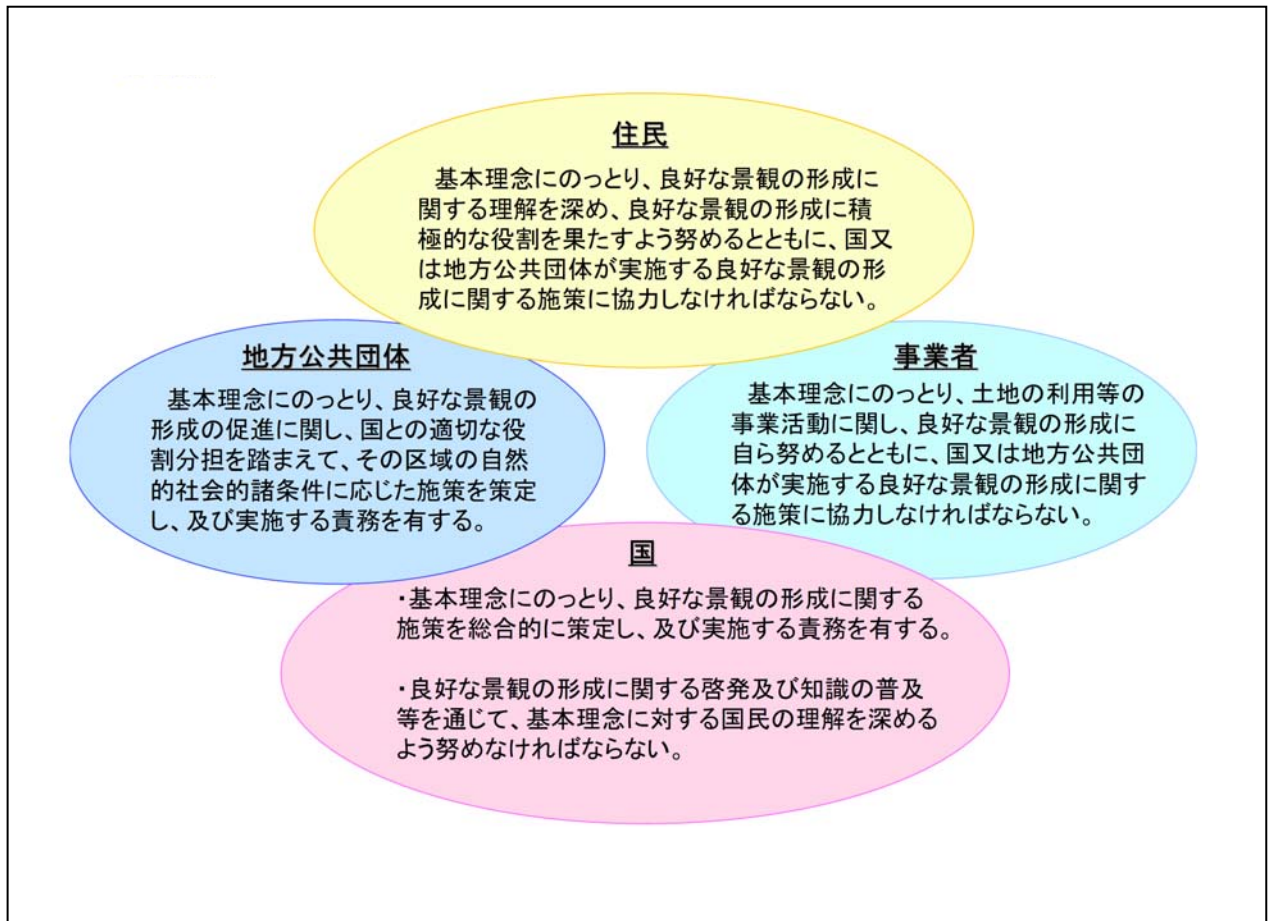 住民
基本理念にのっとり、良好な景観の形成に
関する理解を深め、良好な景観の形成に積
極的な役割を果たすよう努めるとともに、国又
は地方公共団体が実施する良好な景観の形
成に関する施策に協力しなければならない。
地方公共団体
基本理念にのっとり、良好な景観の
形成の促進に関し、国との適切な役
割分担を踏まえて、その区域の自然
的社会的諸条件に応じた施策を策定
し、及び実施する責務を有する。
事業者
基本理念にのっとり、土地の利用等の
事業活動に関し、良好な景観の形成に
自ら努めるとともに、国又は地方公共団
体が実施する良好な景観の形成に関す
る施策に協力しなければならない。
国
・基本理念にのっとり、良好な景観の形成に関する
施策を総合的に策定し、及び実施する責務を有する。
・良好な景観の形成に関する啓発及び知識の普及
等を通じて、基本理念に対する国民の理解を深める
よう努めなければならない。